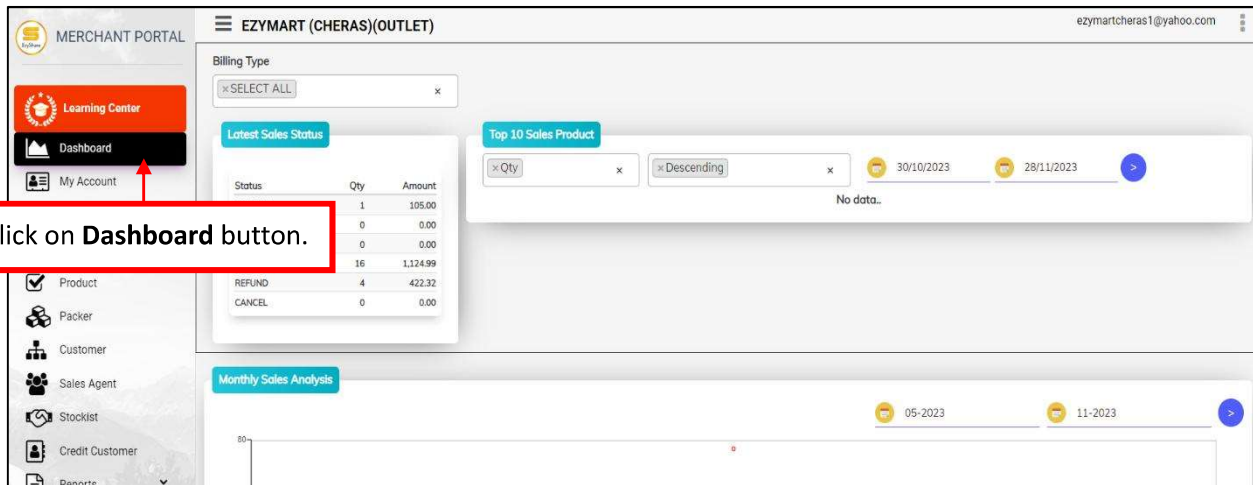 MERCHANT PORTAL
EZYMART (CHERAS)(OUTLET)
ezymartcheras1@yahoo.com
Learning Center
Dashboard
My Account
lick on Dashboard button.
Product
Packer
Customer
Sales Agent
Stockist
Credit Customer
Reports
Billing Type
×SELECT ALL ×
Latest Sales Status
Status Qty Amount
1 105.00
0 0.00
0 0.00
16 1,124.99
REFUND 4 422.32
CANCEL 0 0.00
Top 10 Sales Product
×Qty × ×Descending × 30/10/2023 28/11/2023 >
No data..
Monthly Sales Analysis
05-2023 11-2023 >
80